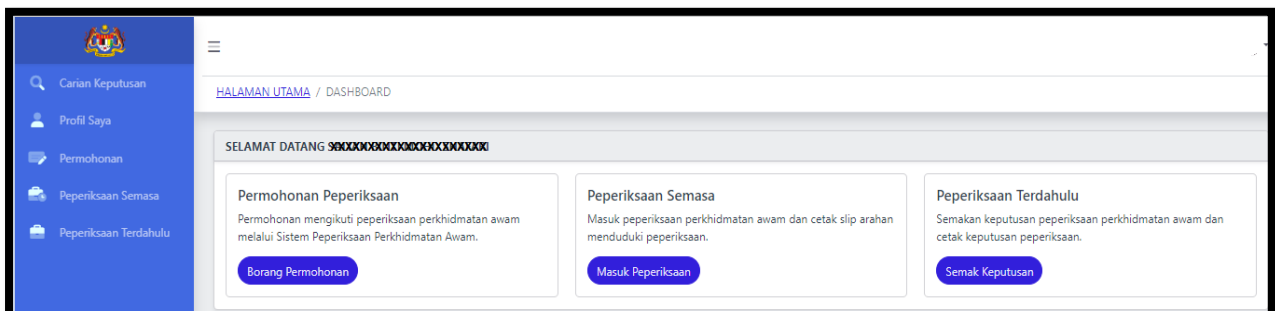 Carian Keputusan
Profil Saya
Permohonan
Peperiksaan Semasa
Peperiksaan Terdahulu
HALAMAN UTAMA / DASHBOARD
SELAMAT DATANG
Permohonan Peperiksaan
Permohonan mengikuti peperiksaan perkhidmatan awam
melalui Sistem Peperiksaan Perkhidmatan Awam.
Borang Permohonan
Peperiksaan Semasa
Masuk peperiksaan perkhidmatan awam dan cetak slip arahan
menduduki peperiksaan.
Masuk Peperiksaan
Peperiksaan Terdahulu
Semakan keputusan peperiksaan perkhidmatan awam dan
cetak keputusan peperiksaan.
Semak Keputusan